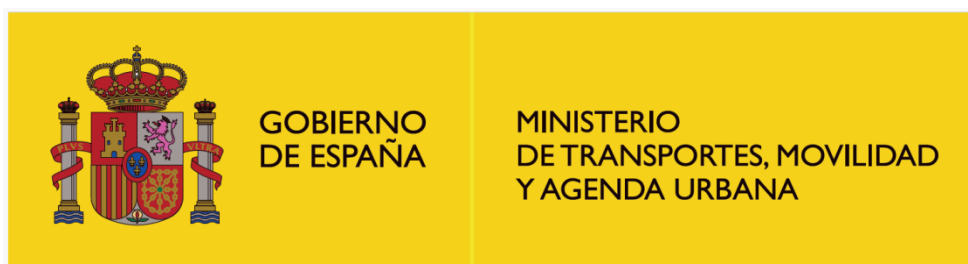 PLVS
VLTRA
GOBIERNO
DE ESPAÑA
MINISTERIO
DE TRANSPORTES, MOVILIDAD
Y AGENDA URBANA